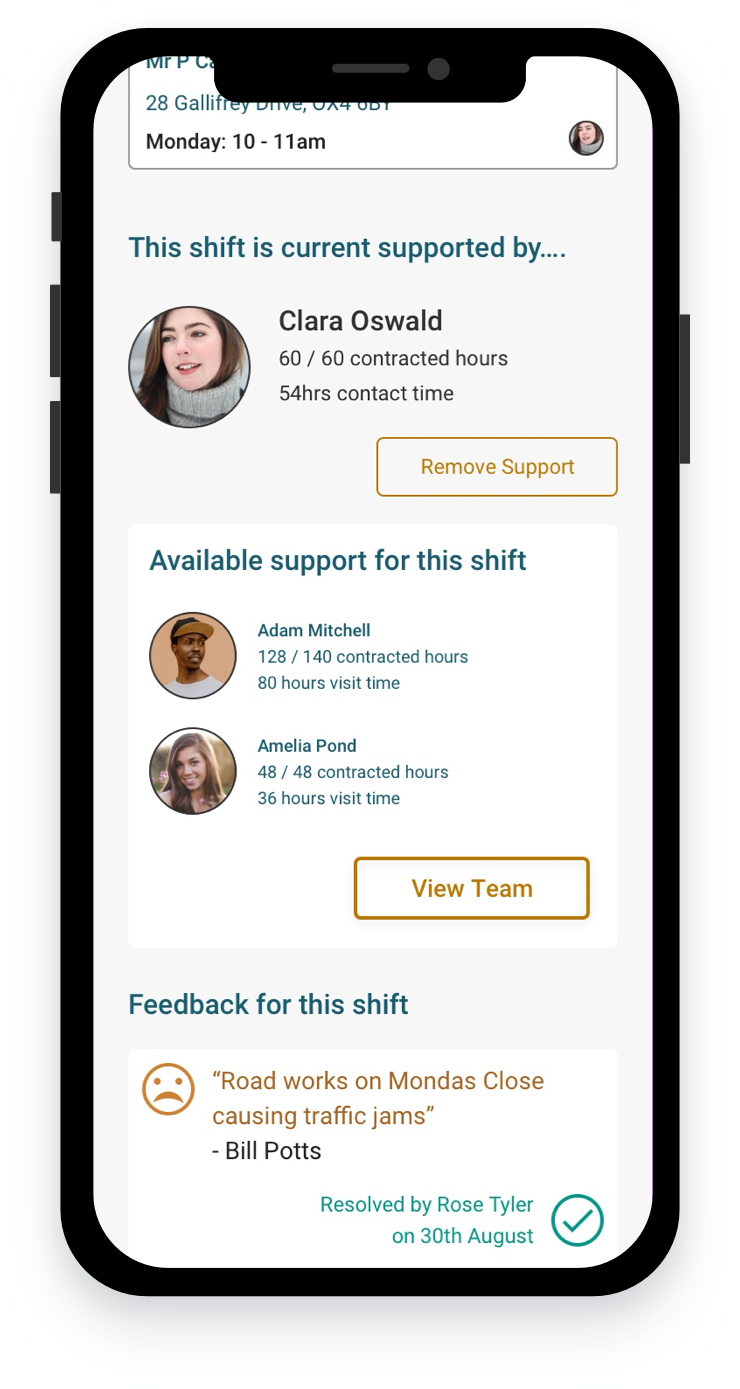 Mr P
28 Gallifrey Drive, OX4 6BY
Monday: 10 - 11am
This shift is current supported by....
Clara Oswald
60 / 60 contracted hours
54hrs contact time
Remove Support
Available support for this shift
Adam Mitchell
128 / 140 contracted hours
80 hours visit time
Amelia Pond
48 / 48 contracted hours
36 hours visit time
View Team
Feedback for this shift
“Road works on Mondas Close
causing traffic jams”
- Bill Potts
Resolved by Rose Tyler
on 30th August